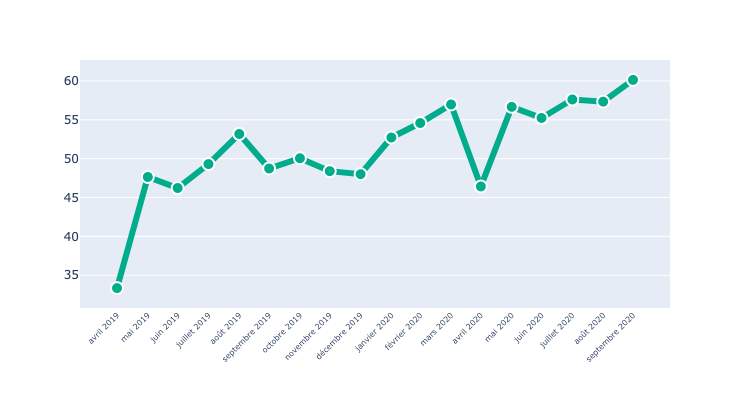 60
55
50
45
40
35
avril 2019
mai 2019
juin 2019
juillet 2019
août 2019
septembre 2019
octobre 2019
novembre 2019
décembre 2019
janvier 2020
février 2020
mars 2020
avril 2020
mai 2020
juin 2020
juillet 2020
août 2020
septembre 2020